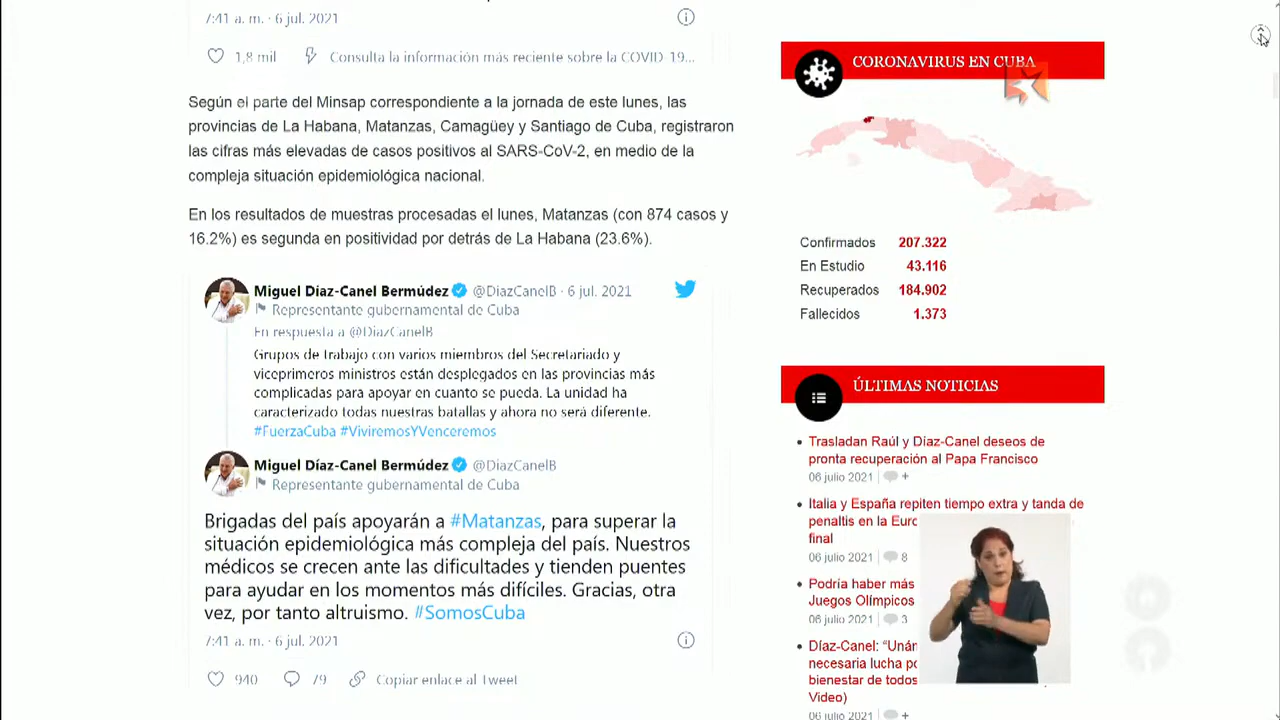 7:41 a. m. · 6 jul. 2021
1,8 mil
Consulta la información más reciente sobre la COVID-19...
Según el parte del Minsap correspondiente a la jornada de este lunes, las
provincias de La Habana, Matanzas, Camagüey y Santiago de Cuba, registraron
las cifras más elevadas de casos positivos al SARS-CoV-2, en medio de la
compleja situación epidemiológica nacional.
En los resultados de muestras procesadas el lunes, Matanzas (con 874 casos y
16.2%) es segunda en positividad por detrás de La Habana (23.6%).
Miguel Díaz-Canel Bermúdez @DiazCanelB · 6 jul. 2021
Representante gubernamental de Cuba
En respuesta a @DiazCanelB
Grupos de trabajo con varios miembros del Secretariado y
viceprimeros ministros están desplegados en las provincias más
complicadas para apoyar en cuanto se pueda. La unidad ha
caracterizado todas nuestras batallas y ahora no será diferente.
#FuerzaCuba #ViviremosYVenceremos
Miguel Díaz-Canel Bermúdez @DiazCanelB
Representante gubernamental de Cuba
Brigadas del país apoyarán a #Matanzas, para superar la
situación epidemiológica más compleja del país. Nuestros
médicos se crecen ante las dificultades y tienden puentes
para ayudar en los momentos más difíciles. Gracias, otra
vez, por tanto altruismo. #SomosCuba
7:41 a. m. · 6 jul. 2021
940
79
Copiar enlace al Tweet
CORONAVIRUS EN CUBA
Confirmados 207.322
En Estudio 43.116
Recuperados 184.902
Fallecidos 1.373
ÚLTIMAS NOTICIAS
Trasladan Raúl y Díaz-Canel deseos de
pronta recuperación al Papa Francisco
06 julio 2021 | +
Italia y España repiten tiempo extra y tanda de
penaltis en la Euro
final
06 julio 2021 | 8
Podría haber más
Juegos Olímpicos
06 julio 2021 | 3
Díaz-Canel: “Unám
necesaria lucha po
bienestar de todos
Video)
06 julio 2021 | +